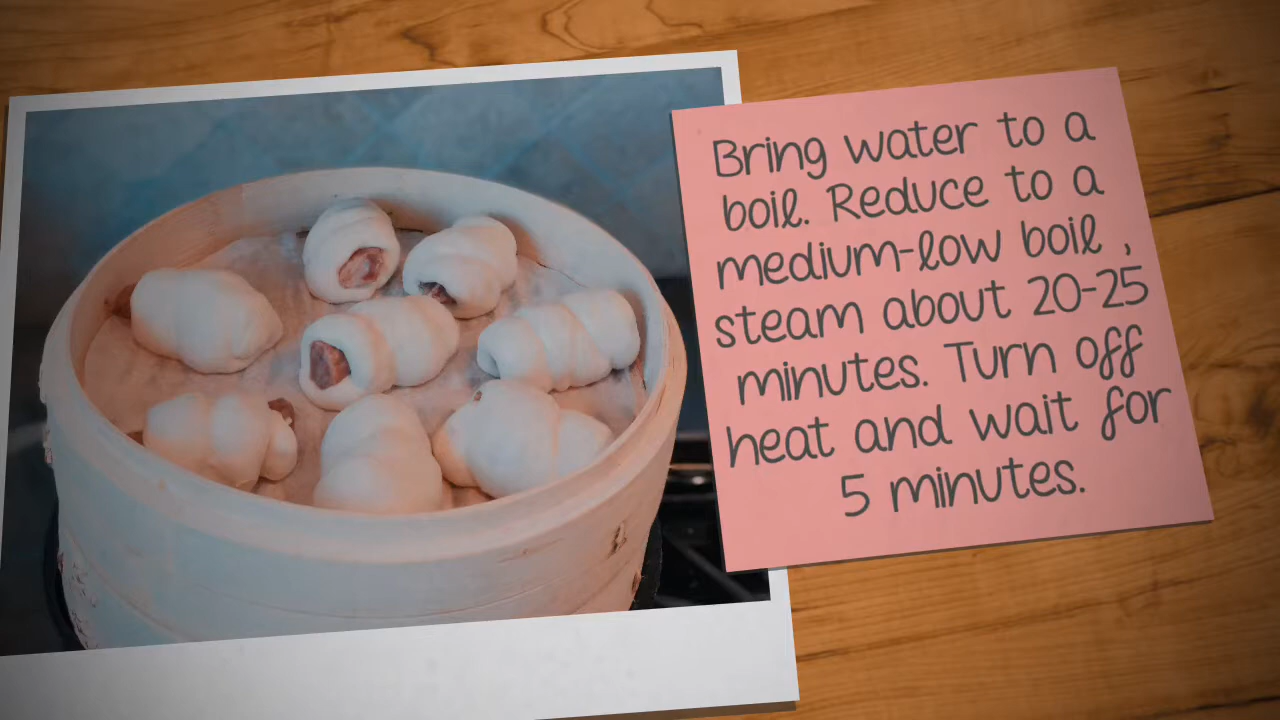 Bring water to a
boil. Reduce to a
medium-low boil ,
steam about 20-25
minutes. Turn off
heat and wait for
5 minutes.